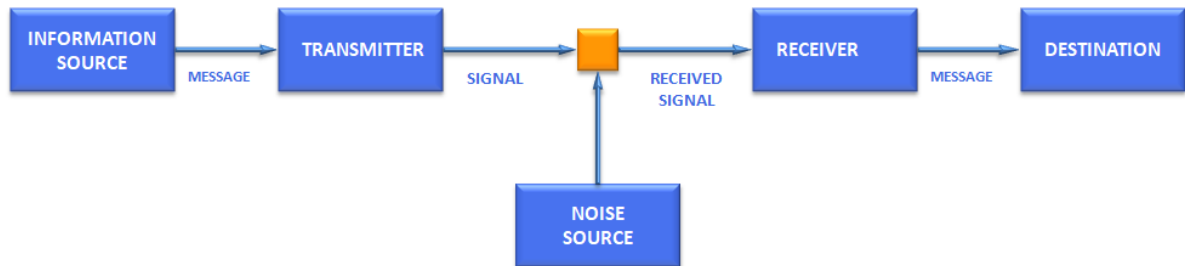 INFORMATION
SOURCE
MESSAGE
TRANSMITTER
SIGNAL
RECEIVED
SIGNAL
RECEIVER
MESSAGE
DESTINATION
NOISE
SOURCE